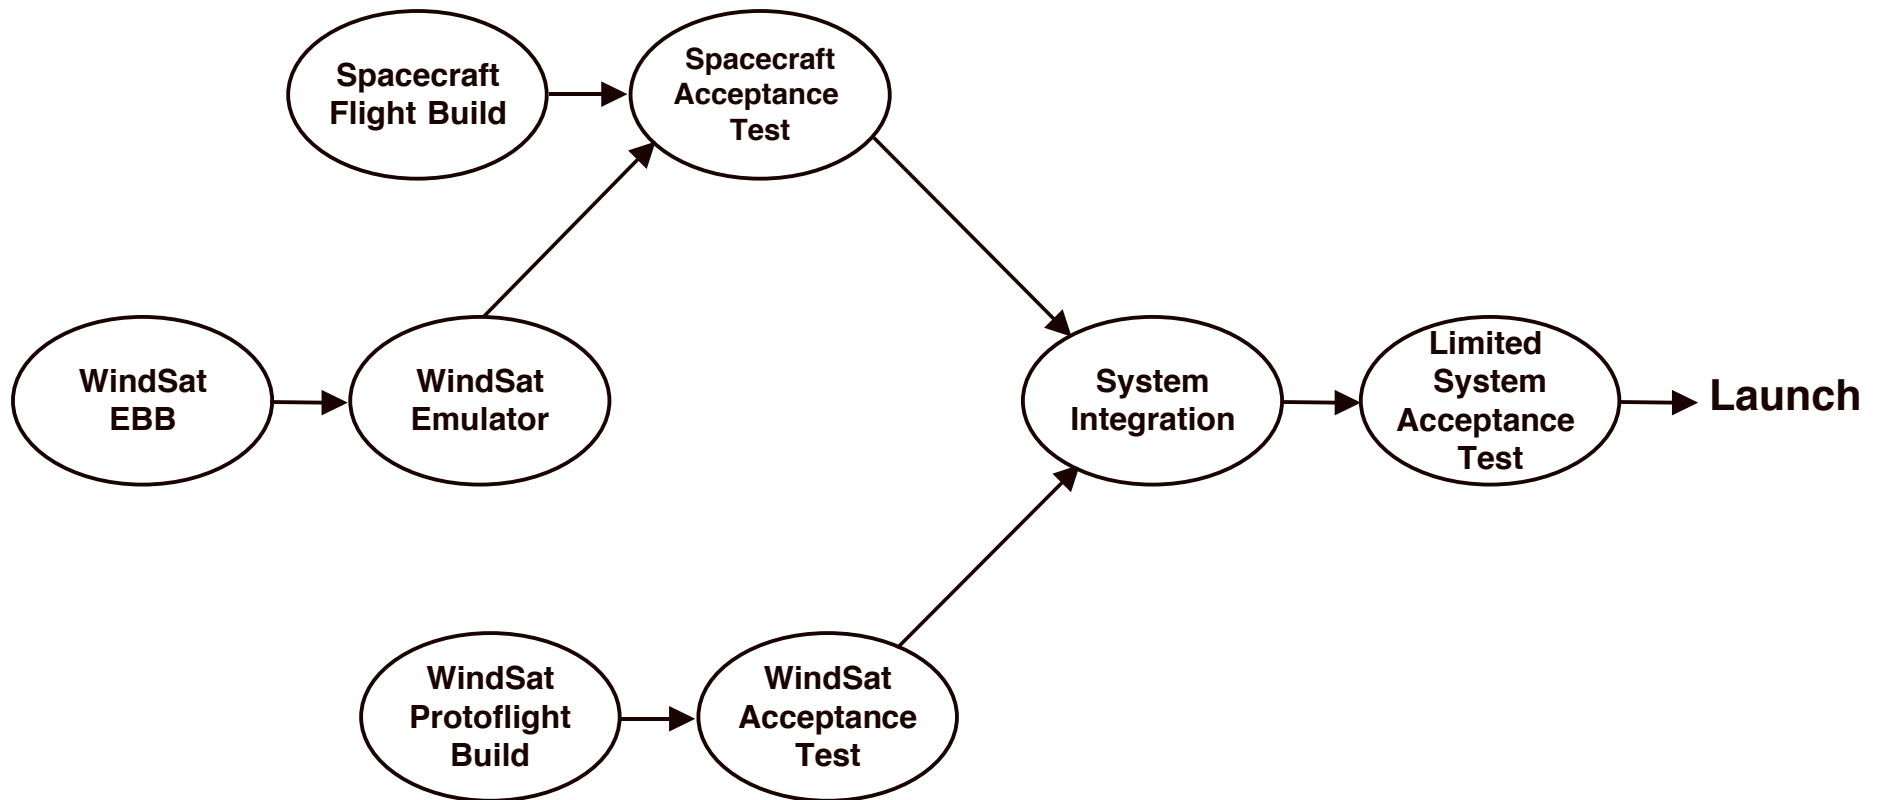 Spacecraft
Flight Build
Spacecraft
Acceptance
Test
WindSat
EBB
WindSat
Emulator
System
Integration
Limited
System
Acceptance
Test
Launch
WindSat
Protoflight
Build
WindSat
Acceptance
Test